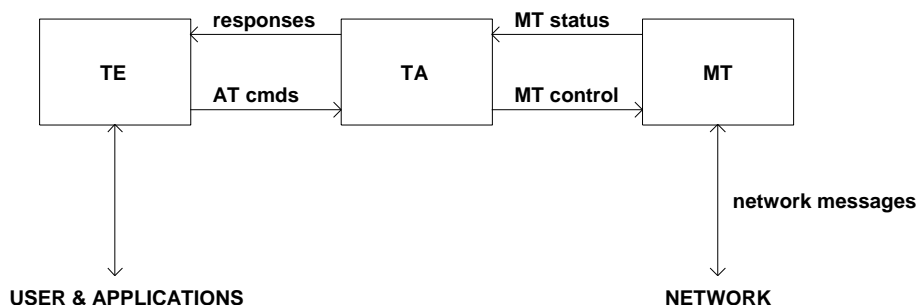 responses
MT status
TE
TA
MT
AT cmds
MT control
network messages
USER & APPLICATIONS
NETWORK